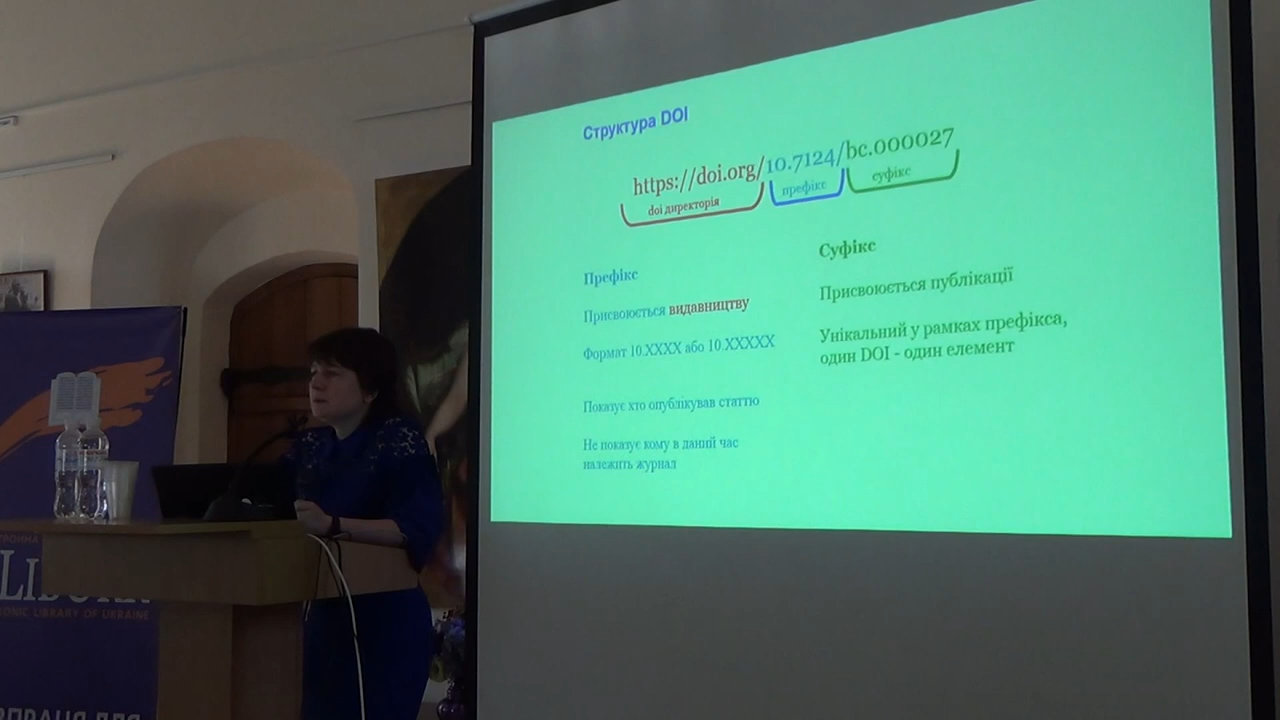 Структура DOI
https://doi.org/10.7124/bc.000027
doi директорія
префікс
суфікс
Префікс
Присвоюється видавництву
Формат 10.XXXX або 10.XXXXX
Показує хто опублікував статтю
Не показує кому в даний час
належить журнал
Суфікс
Присвоюється публікації
Унікальний у рамках префікса,
один DOI - один елемент
LIBRARY OF UKRAINE